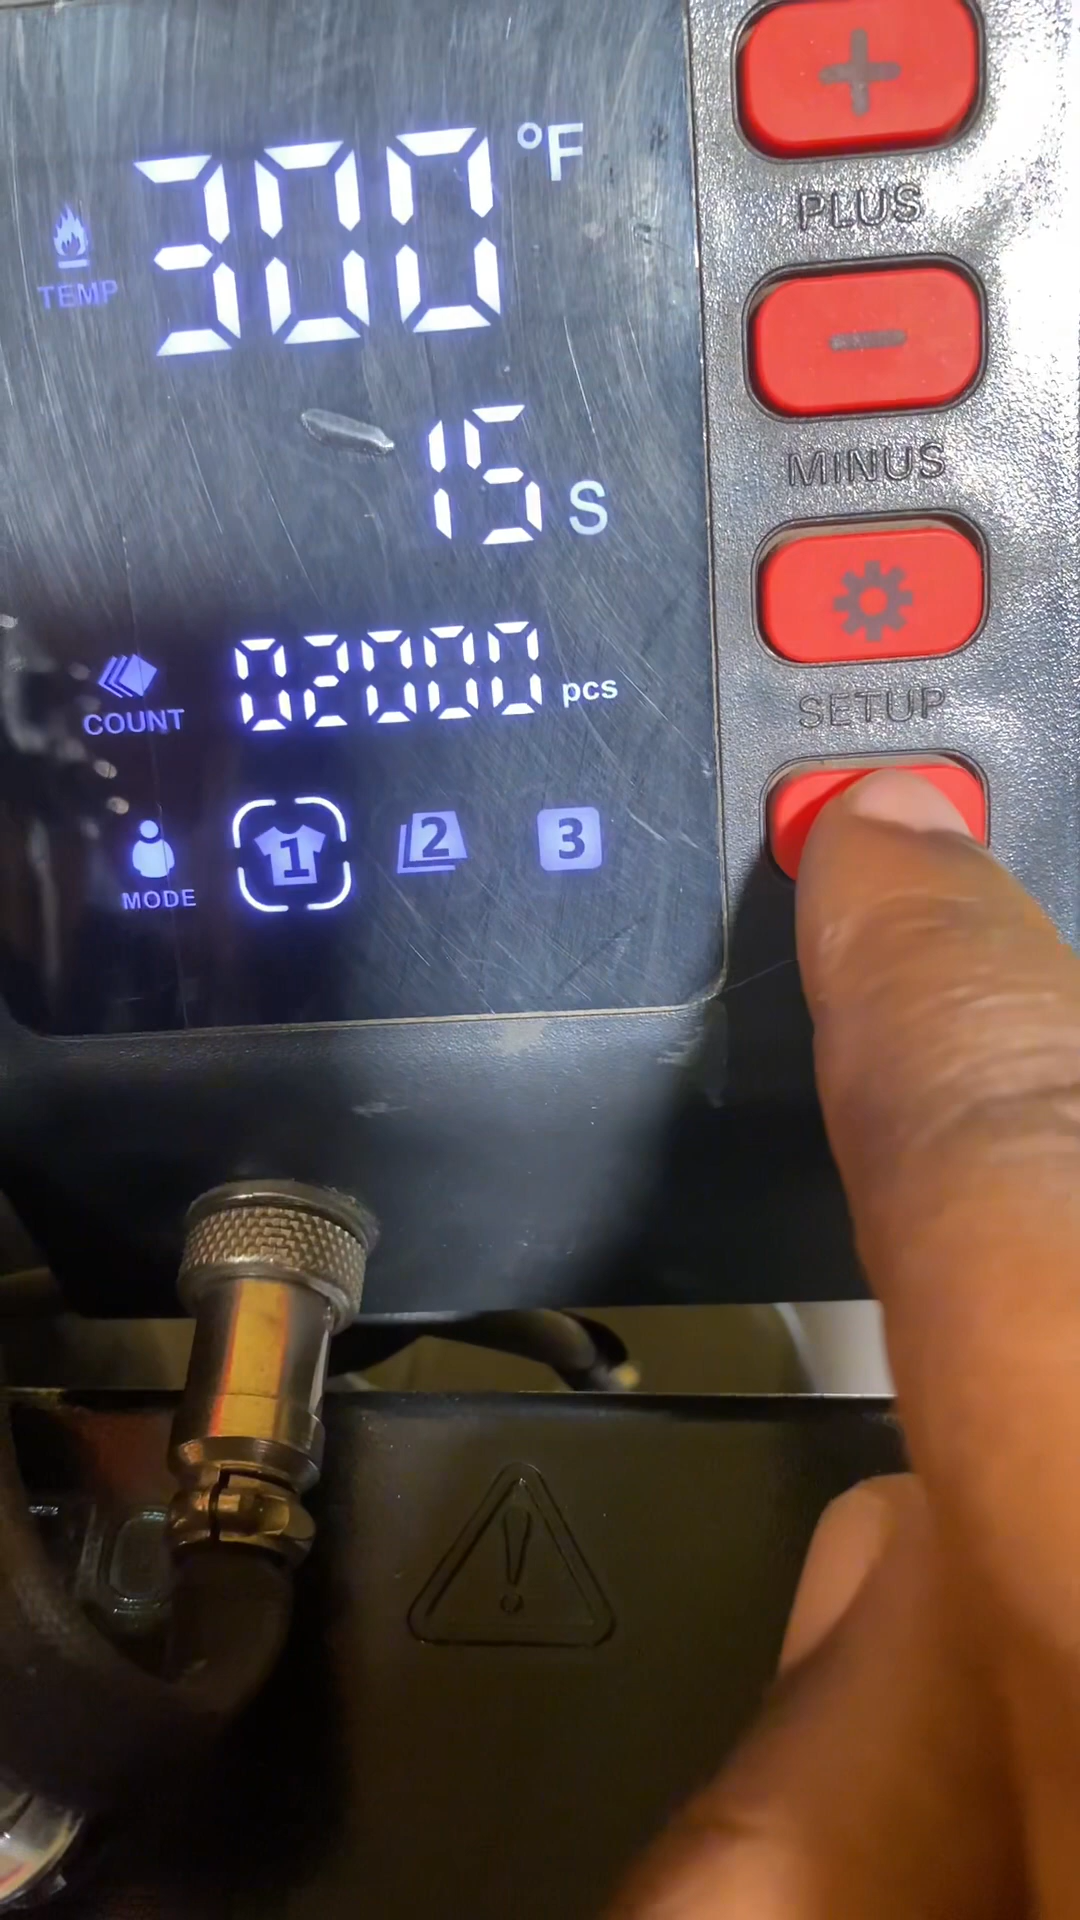 300 °F
TEMP
15 S
COUNT 02000 pcs
MODE 1 2 3
+
PLUS
-
MINUS
SETUP
!